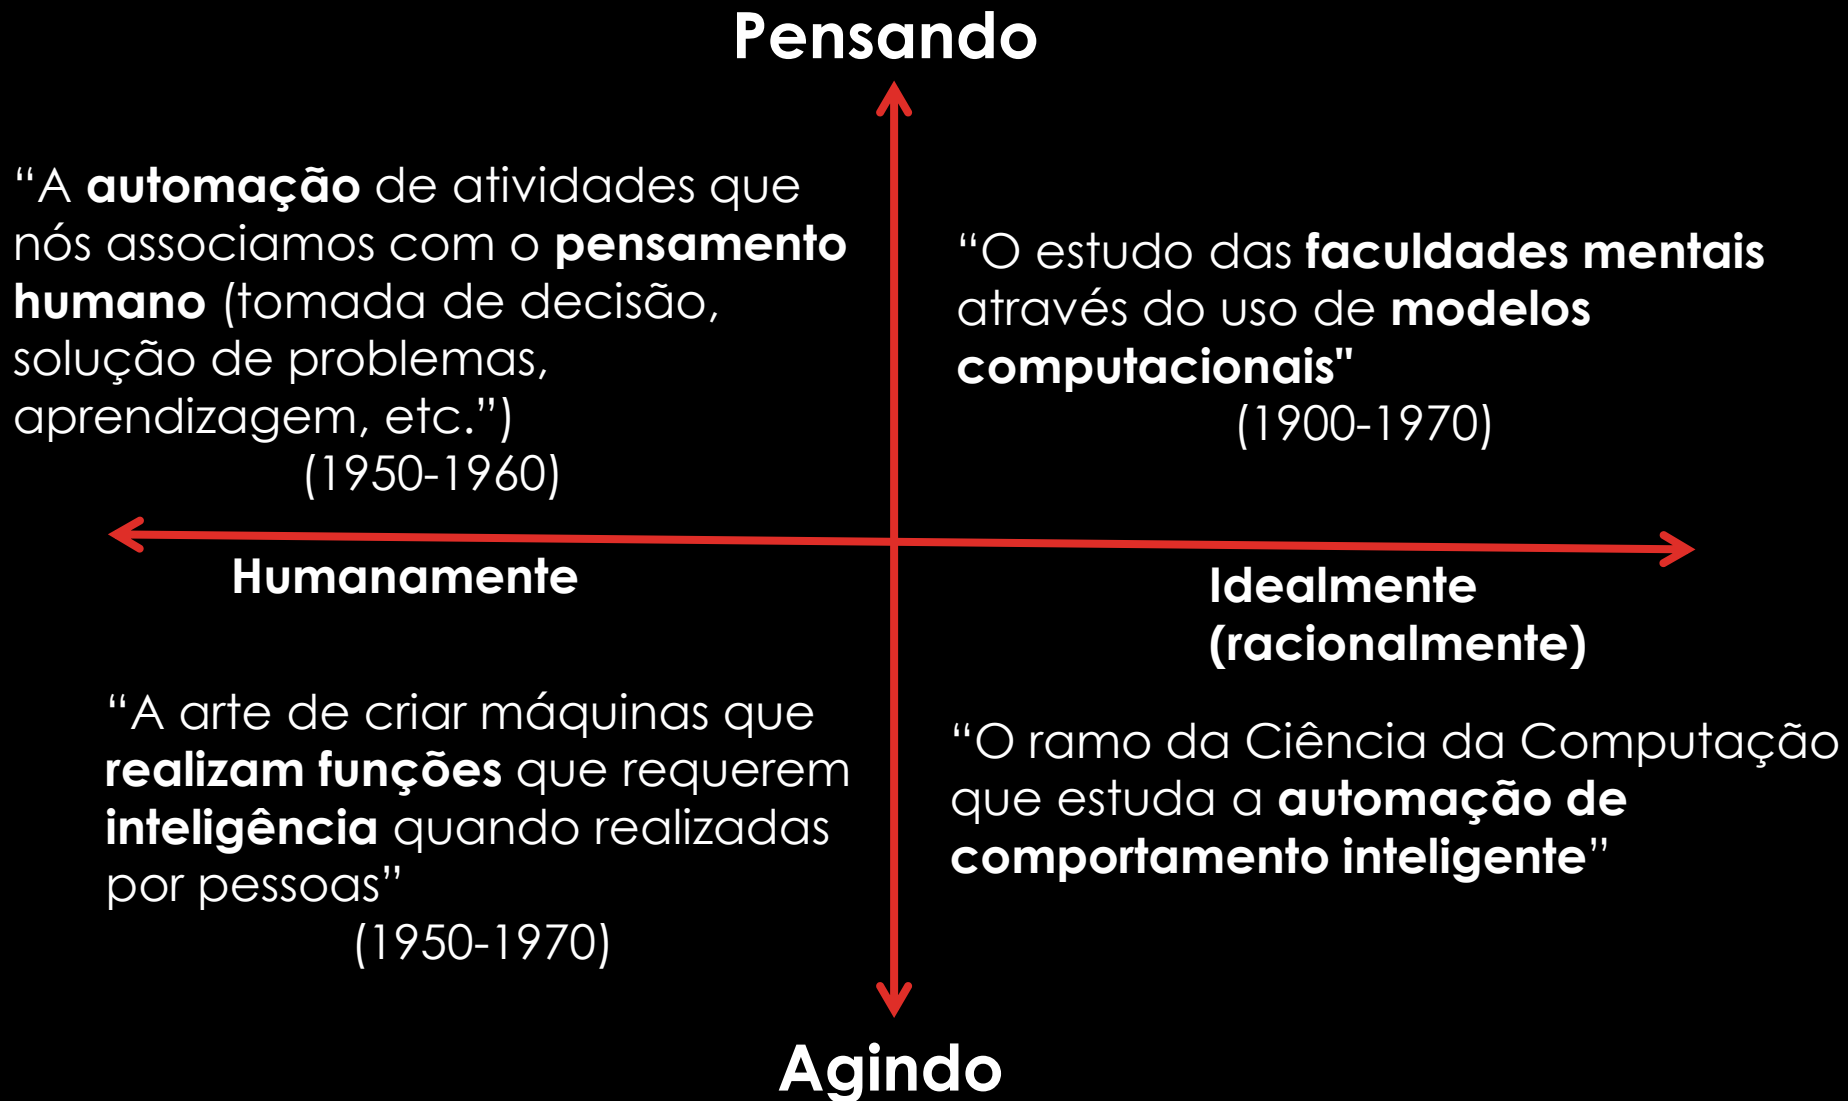 Pensando
“A automação de atividades que
nós associamos com o pensamento
humano (tomada de decisão,
solução de problemas,
aprendizagem, etc.”)
(1950-1960)
“O estudo das faculdades mentais
através do uso de modelos
computacionais"
(1900-1970)
Humanamente
Idealmente
(racionalmente)
“A arte de criar máquinas que
realizam funções que requerem
inteligência quando realizadas
por pessoas”
(1950-1970)
“O ramo da Ciência da Computação
que estuda a automação de
comportamento inteligente”
Agindo